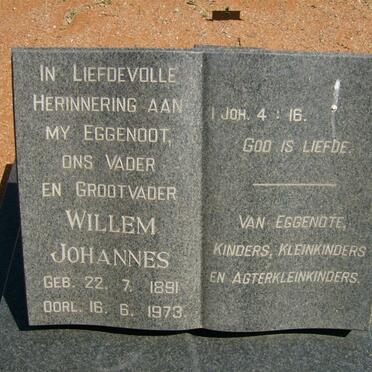 IN LIEFDEVOLLE
HERINNERING AAN
MY EGGENOOT,
ONS VADER
EN GROOTVADER
WILLEM
JOHANNES
GEB. 22. 7. 1891
OORL. 16. 6. 1973.
I JOH. 4 : 16.
GOD IS LIEFDE.
VAN EGGENOTE,
KINDERS, KLEINKINDERS
EN AGTERKLEINKINDERS.